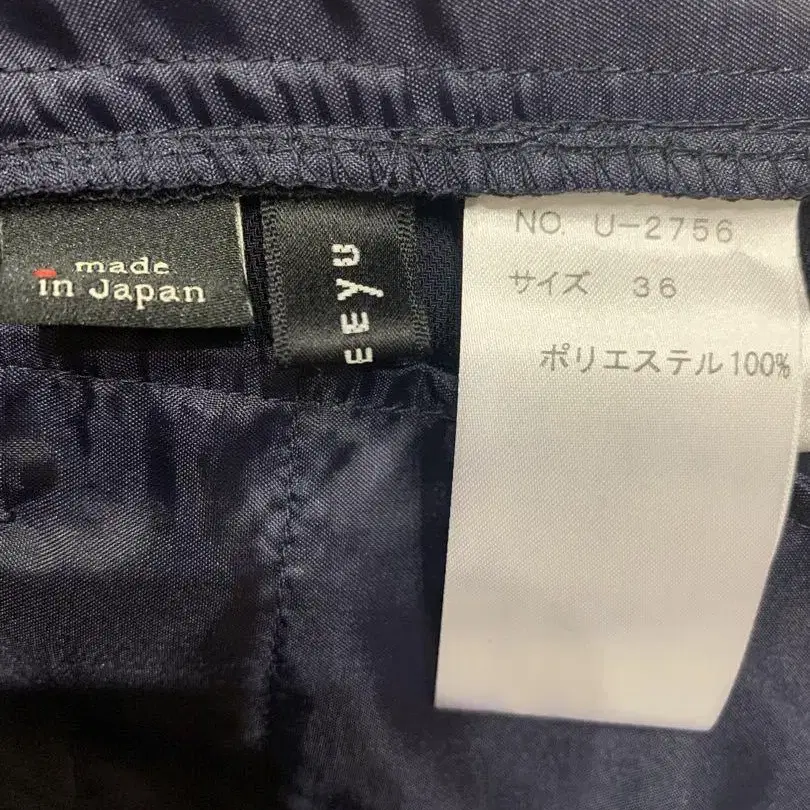 made
in Japan
EEYU
NO. U-2756
サイズ 36
ポリエステル100%